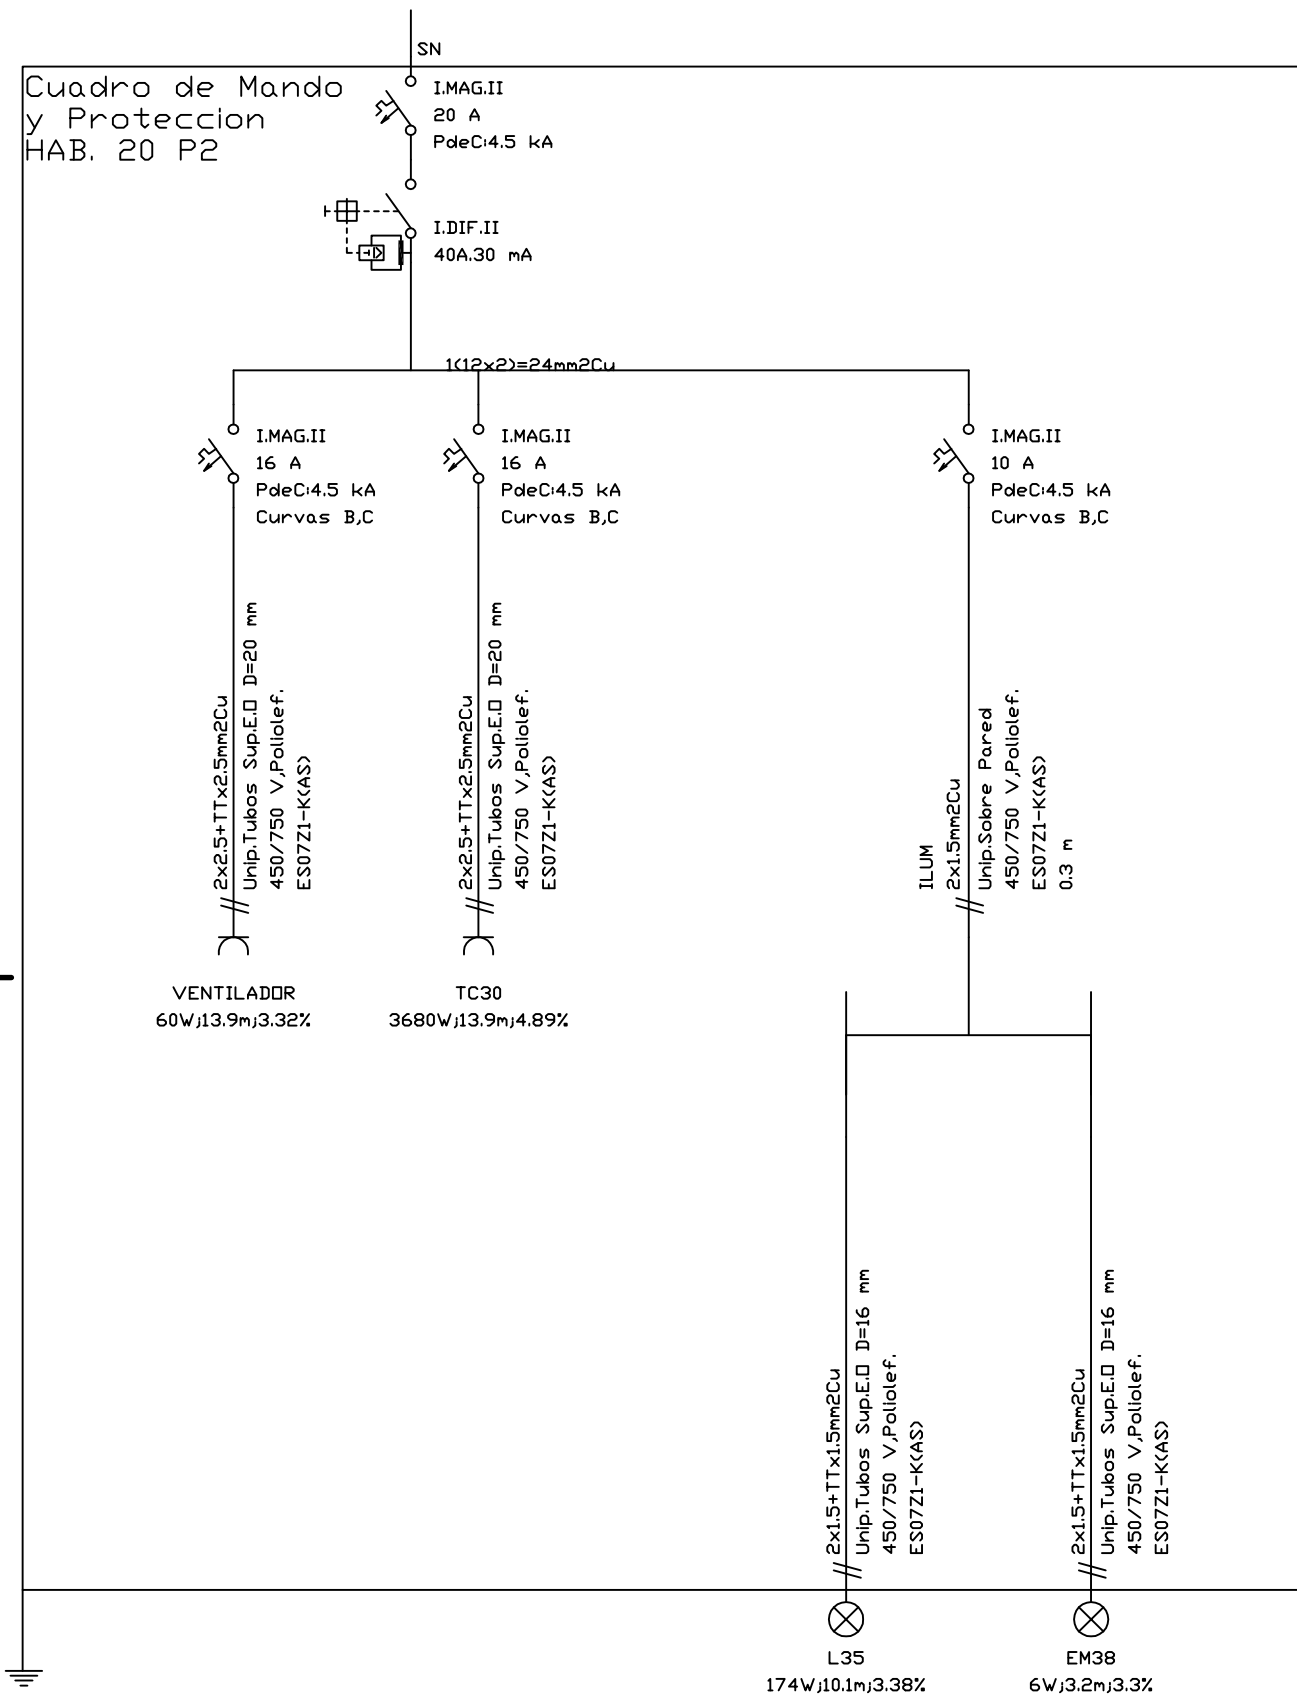 SN
Cuadro de Mando
y Proteccion
HAB. 20 P2
I.MAG.II
20 A
PdeC:4.5 kA
I.DIF.II
40A.30 mA
1(12x2)=24mm2Cu
I.MAG.II
16 A
PdeC:4.5 kA
Curvas B,C
I.MAG.II
16 A
PdeC:4.5 kA
Curvas B,C
I.MAG.II
10 A
PdeC:4.5 kA
Curvas B,C
2x2.5+TTx2.5mm2Cu
Unip.Tubos Sup.E.O D=20 mm
450/750 V,Poliolef.
ES07Z1-K(AS)
2x2.5+TTx2.5mm2Cu
Unip.Tubos Sup.E.O D=20 mm
450/750 V,Poliolef.
ES07Z1-K(AS)
ILUM
2x1.5mm2Cu
Unip.Sobre Pared
450/750 V,Poliolef.
ES07Z1-K(AS)
0.3 m
VENTILADOR
60W;13.9m;3.32%
TC30
3680W;13.9m;4.89%
2x1.5+TTx1.5mm2Cu
Unip.Tubos Sup.E.O D=16 mm
450/750 V,Poliolef.
ES07Z1-K(AS)
2x1.5+TTx1.5mm2Cu
Unip.Tubos Sup.E.O D=16 mm
450/750 V,Poliolef.
ES07Z1-K(AS)
L35
174W;10.1m;3.38%
EM38
6W;3.2m;3.3%